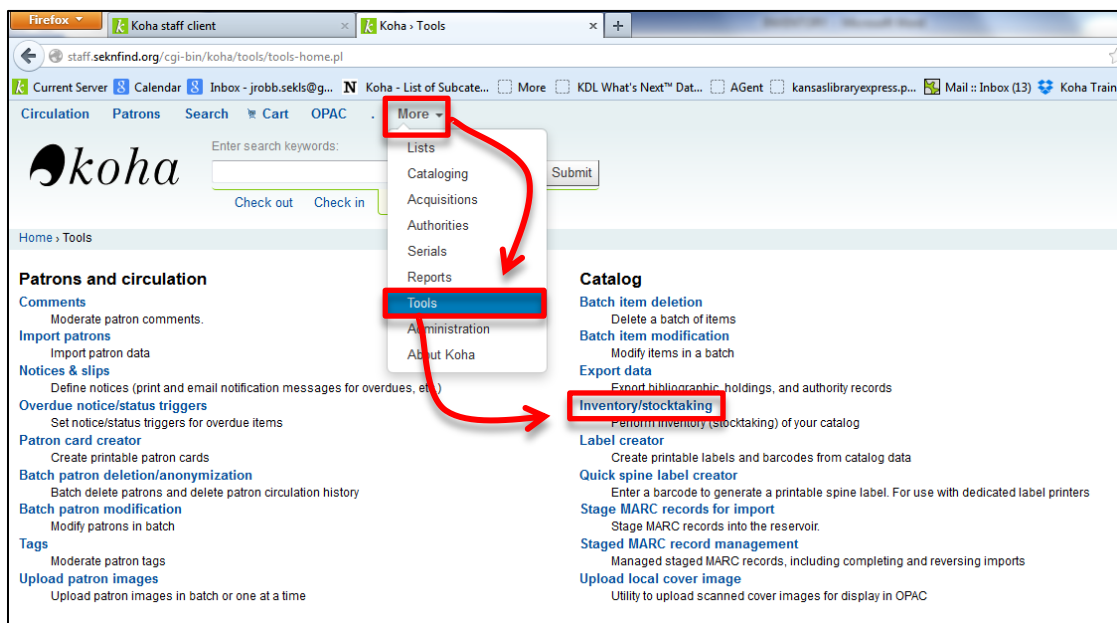 Firefox
Koha staff client
Koha › Tools
staff.seknfind.org/cgi-bin/koha/tools/tools-home.pl
Current Server Calendar Inbox - jrobb.sekls@g... Koha - List of Subcate... More KDL What's Next™ Dat... AGent kansaslibraryexpress.p... Mail :: Inbox (13) Koha Train
Circulation Patrons Search Cart OPAC . More
koha
Enter search keywords:
Submit
Check out Check in
Lists
Cataloging
Acquisitions
Authorities
Serials
Reports
Tools
Administration
About Koha
Home › Tools
Patrons and circulation
Comments
Moderate patron comments.
Import patrons
Import patron data
Notices & slips
Define notices (print and email notification messages for overdues, etc.)
Overdue notice/status triggers
Set notice/status triggers for overdue items
Patron card creator
Create printable patron cards
Batch patron deletion/anonymization
Batch delete patrons and delete patron circulation history
Batch patron modification
Modify patrons in batch
Tags
Moderate patron tags
Upload patron images
Upload patron images in batch or one at a time
Catalog
Batch item deletion
Delete a batch of items
Batch item modification
Modify items in a batch
Export data
Export bibliographic, holdings, and authority records
Inventory/stocktaking
Perform inventory (stocktaking) of your catalog
Label creator
Create printable labels and barcodes from catalog data
Quick spine label creator
Enter a barcode to generate a printable spine label. For use with dedicated label printers
Stage MARC records for import
Stage MARC records into the reservoir.
Staged MARC record management
Managed staged MARC records, including completing and reversing imports
Upload local cover image
Utility to upload scanned cover images for display in OPAC